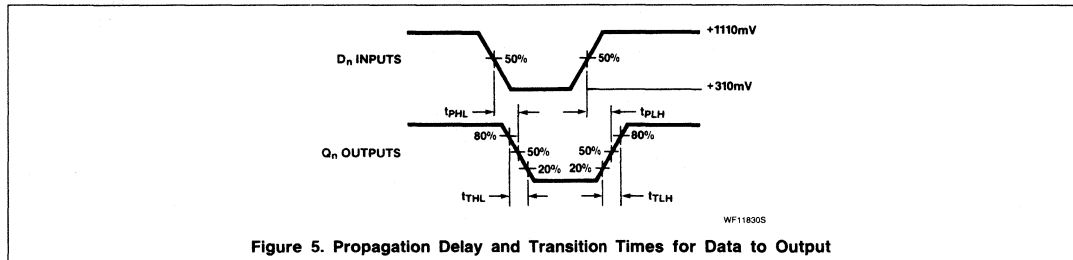 +1110mV
Dn INPUTS
50%
50%
+310mV
tPHL
tPLH
80%
80%
Qn OUTPUTS
50%
50%
20%
20%
tTHL
tTLH
WF11830S
Figure 5. Propagation Delay and Transition Times for Data to Output